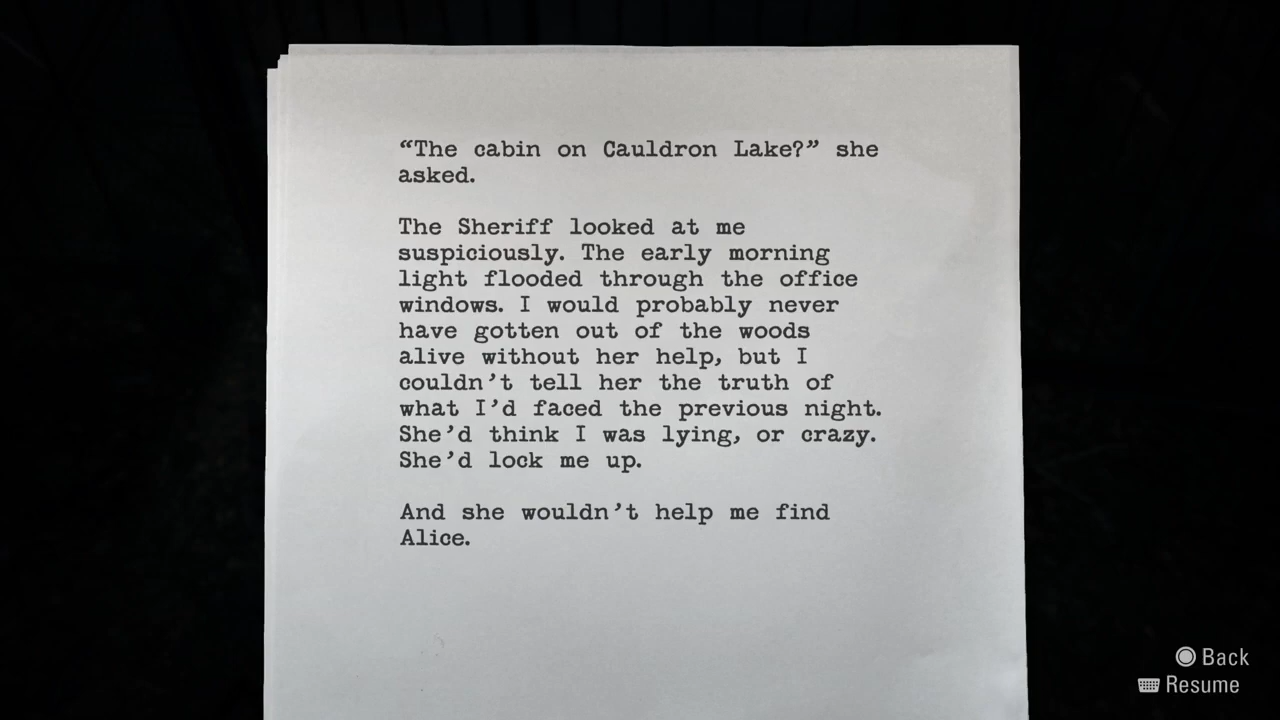 “The cabin on Cauldron Lake?” she
asked.
The Sheriff looked at me
suspiciously. The early morning
light flooded through the office
windows. I would probably never
have gotten out of the woods
alive without her help, but I
couldn’t tell her the truth of
what I’d faced the previous night.
She’d think I was lying, or crazy.
She’d lock me up.
And she wouldn’t help me find
Alice.
Back
Resume